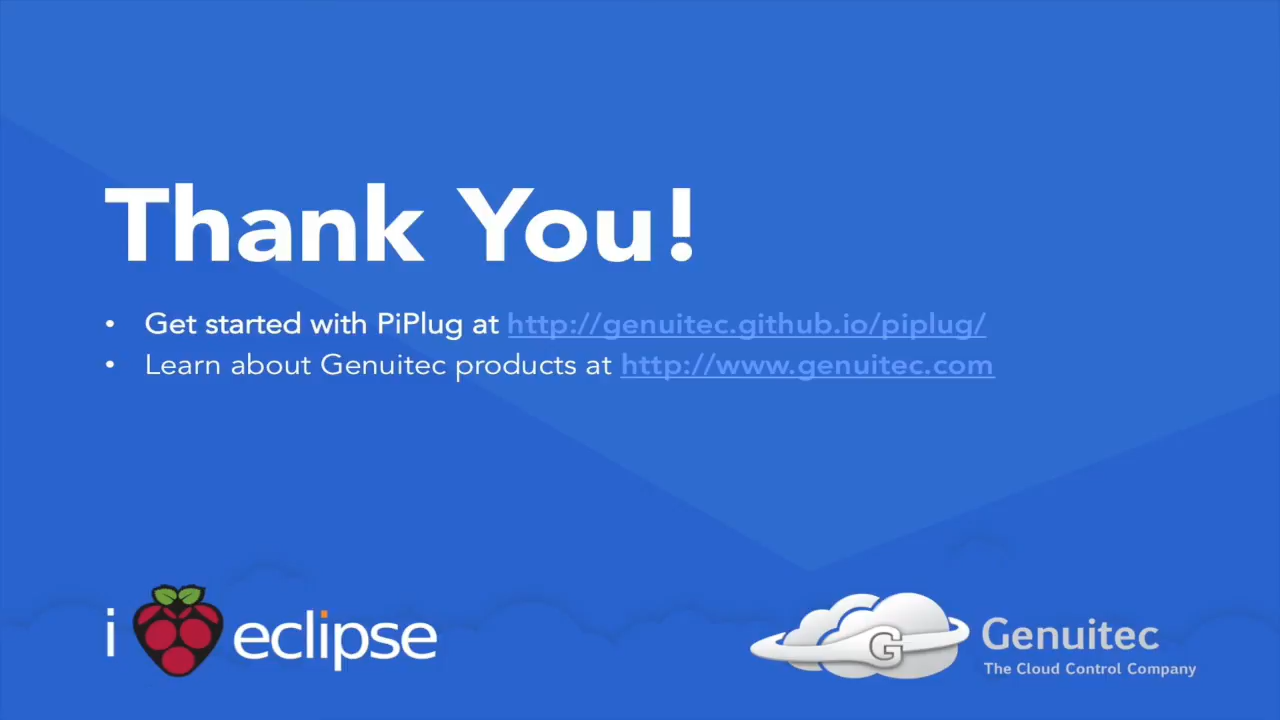 Thank You!
• Get started with PiPlug at http://genuitec.github.io/piplug/
• Learn about Genuitec products at http://www.genuitec.com
i eclipse
G
Genuitec
The Cloud Control Company